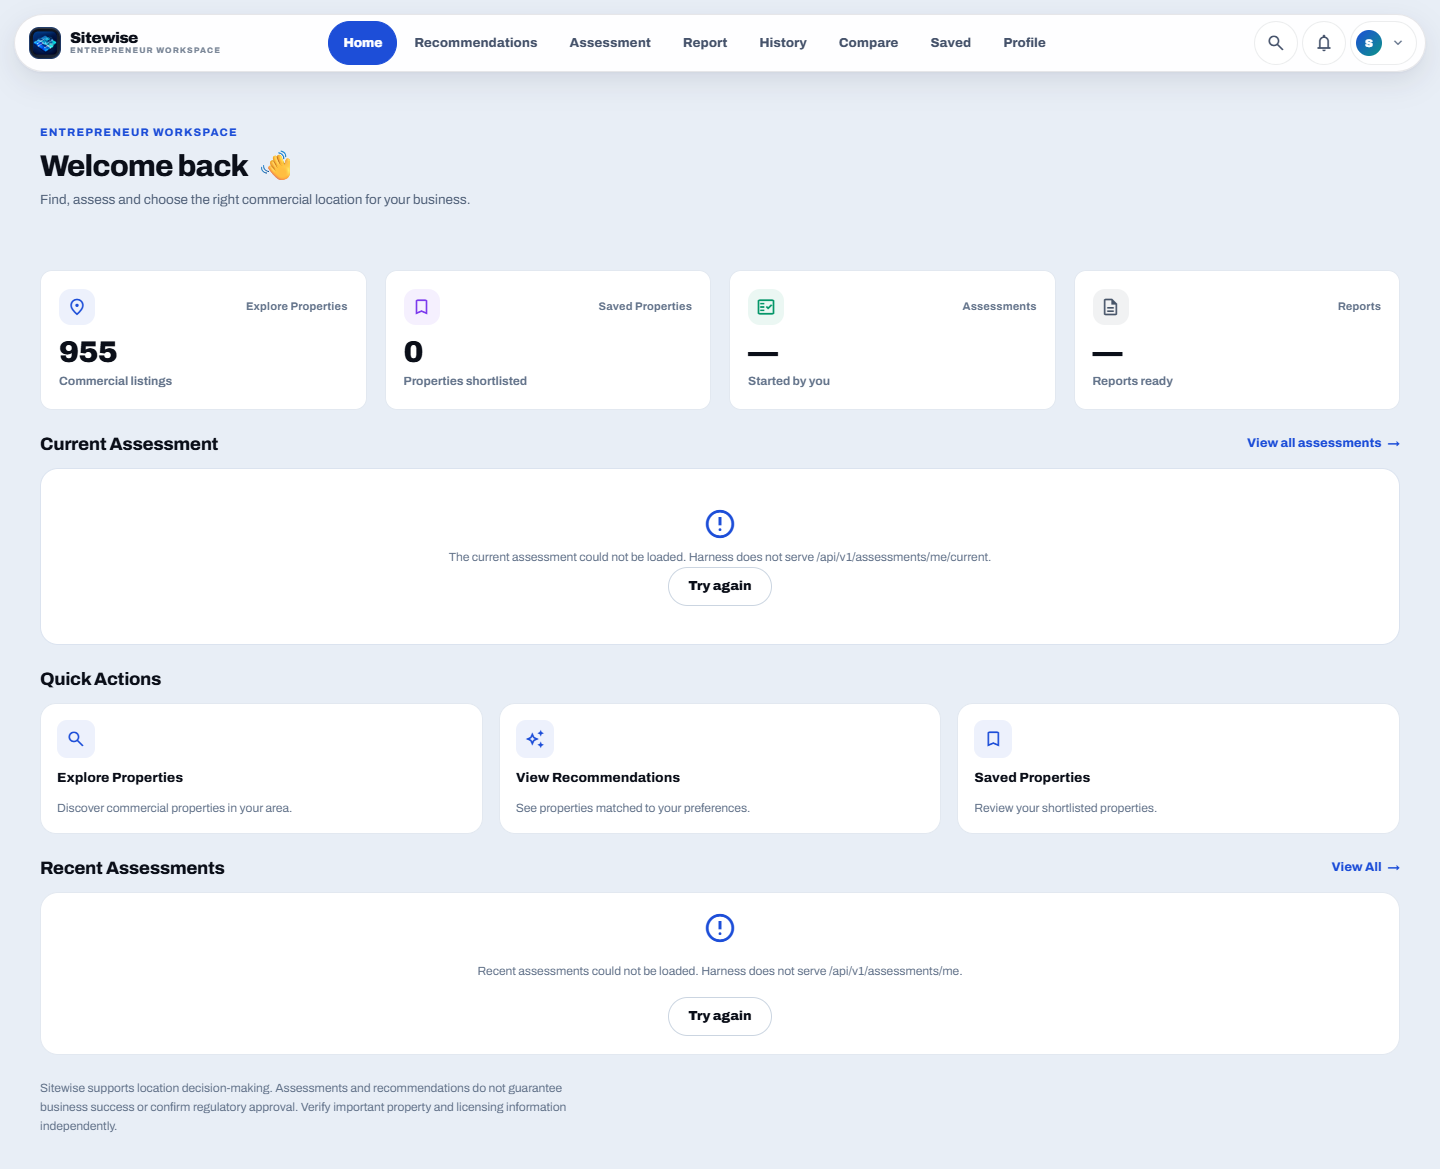 Sitewise
ENTREPRENEUR WORKSPACE
Home
Recommendations
Assessment
Report
History
Compare
Saved
Profile
S
ENTREPRENEUR WORKSPACE
Welcome back 👋
Find, assess and choose the right commercial location for your business.
Explore Properties
955
Commercial listings
Saved Properties
0
Properties shortlisted
Assessments
—
Started by you
Reports
—
Reports ready
Current Assessment
View all assessments →
The current assessment could not be loaded. Harness does not serve /api/v1/assessments/me/current.
Try again
Quick Actions
Explore Properties
Discover commercial properties in your area.
View Recommendations
See properties matched to your preferences.
Saved Properties
Review your shortlisted properties.
Recent Assessments
View All →
Recent assessments could not be loaded. Harness does not serve /api/v1/assessments/me.
Try again
Sitewise supports location decision-making. Assessments and recommendations do not guarantee
business success or confirm regulatory approval. Verify important property and licensing information
independently.